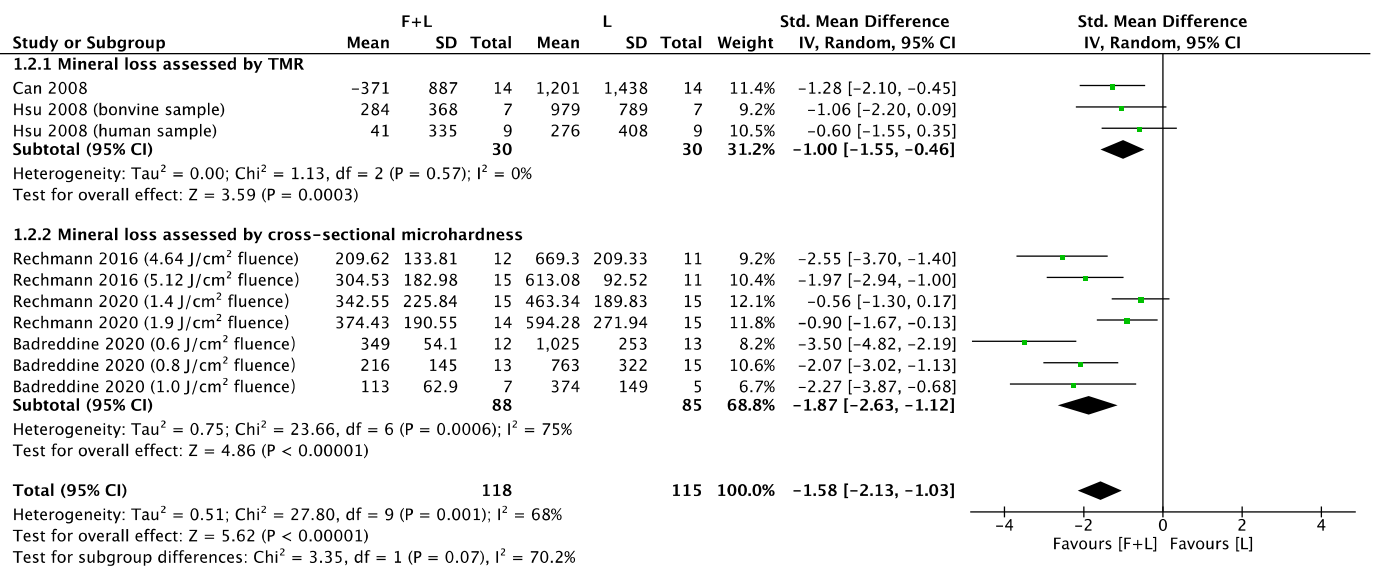 F+L L Std. Mean Difference Std. Mean Difference
Study or Subgroup Mean SD Total Mean SD Total Weight IV, Random, 95% CI IV, Random, 95% CI
1.2.1 Mineral loss assessed by TMR
Can 2008 −371 887 14 1,201 1,438 14 11.4% −1.28 [−2.10, −0.45]
Hsu 2008 (bonvine sample) 284 368 7 979 789 7 9.2% −1.06 [−2.20, 0.09]
Hsu 2008 (human sample) 41 335 9 276 408 9 10.5% −0.60 [−1.55, 0.35]
Subtotal (95% CI) 30 30 31.2% −1.00 [−1.55, −0.46]
Heterogeneity: Tau² = 0.00; Chi² = 1.13, df = 2 (P = 0.57); I² = 0%
Test for overall effect: Z = 3.59 (P = 0.0003)
1.2.2 Mineral loss assessed by cross−sectional microhardness
Rechmann 2016 (4.64 J/cm² fluence) 209.62 133.81 12 669.3 209.33 11 9.2% −2.55 [−3.70, −1.40]
Rechmann 2016 (5.12 J/cm² fluence) 304.53 182.98 15 613.08 92.52 11 10.4% −1.97 [−2.94, −1.00]
Rechmann 2020 (1.4 J/cm² fluence) 342.55 225.84 15 463.34 189.83 15 12.1% −0.56 [−1.30, 0.17]
Rechmann 2020 (1.9 J/cm² fluence) 374.43 190.55 14 594.28 271.94 15 11.8% −0.90 [−1.67, −0.13]
Badreddine 2020 (0.6 J/cm² fluence) 349 54.1 12 1,025 253 13 8.2% −3.50 [−4.82, −2.19]
Badreddine 2020 (0.8 J/cm² fluence) 216 145 13 763 322 15 10.6% −2.07 [−3.02, −1.13]
Badreddine 2020 (1.0 J/cm² fluence) 113 62.9 7 374 149 5 6.7% −2.27 [−3.87, −0.68]
Subtotal (95% CI) 88 85 68.8% −1.87 [−2.63, −1.12]
Heterogeneity: Tau² = 0.75; Chi² = 23.66, df = 6 (P = 0.0006); I² = 75%
Test for overall effect: Z = 4.86 (P < 0.00001)
Total (95% CI) 118 115 100.0% −1.58 [−2.13, −1.03]
Heterogeneity: Tau² = 0.51; Chi² = 27.80, df = 9 (P = 0.001); I² = 68%
Test for overall effect: Z = 5.62 (P < 0.00001)
Test for subgroup differences: Chi² = 3.35, df = 1 (P = 0.07), I² = 70.2%
−4 −2 0 2 4
Favours [F+L] Favours [L]